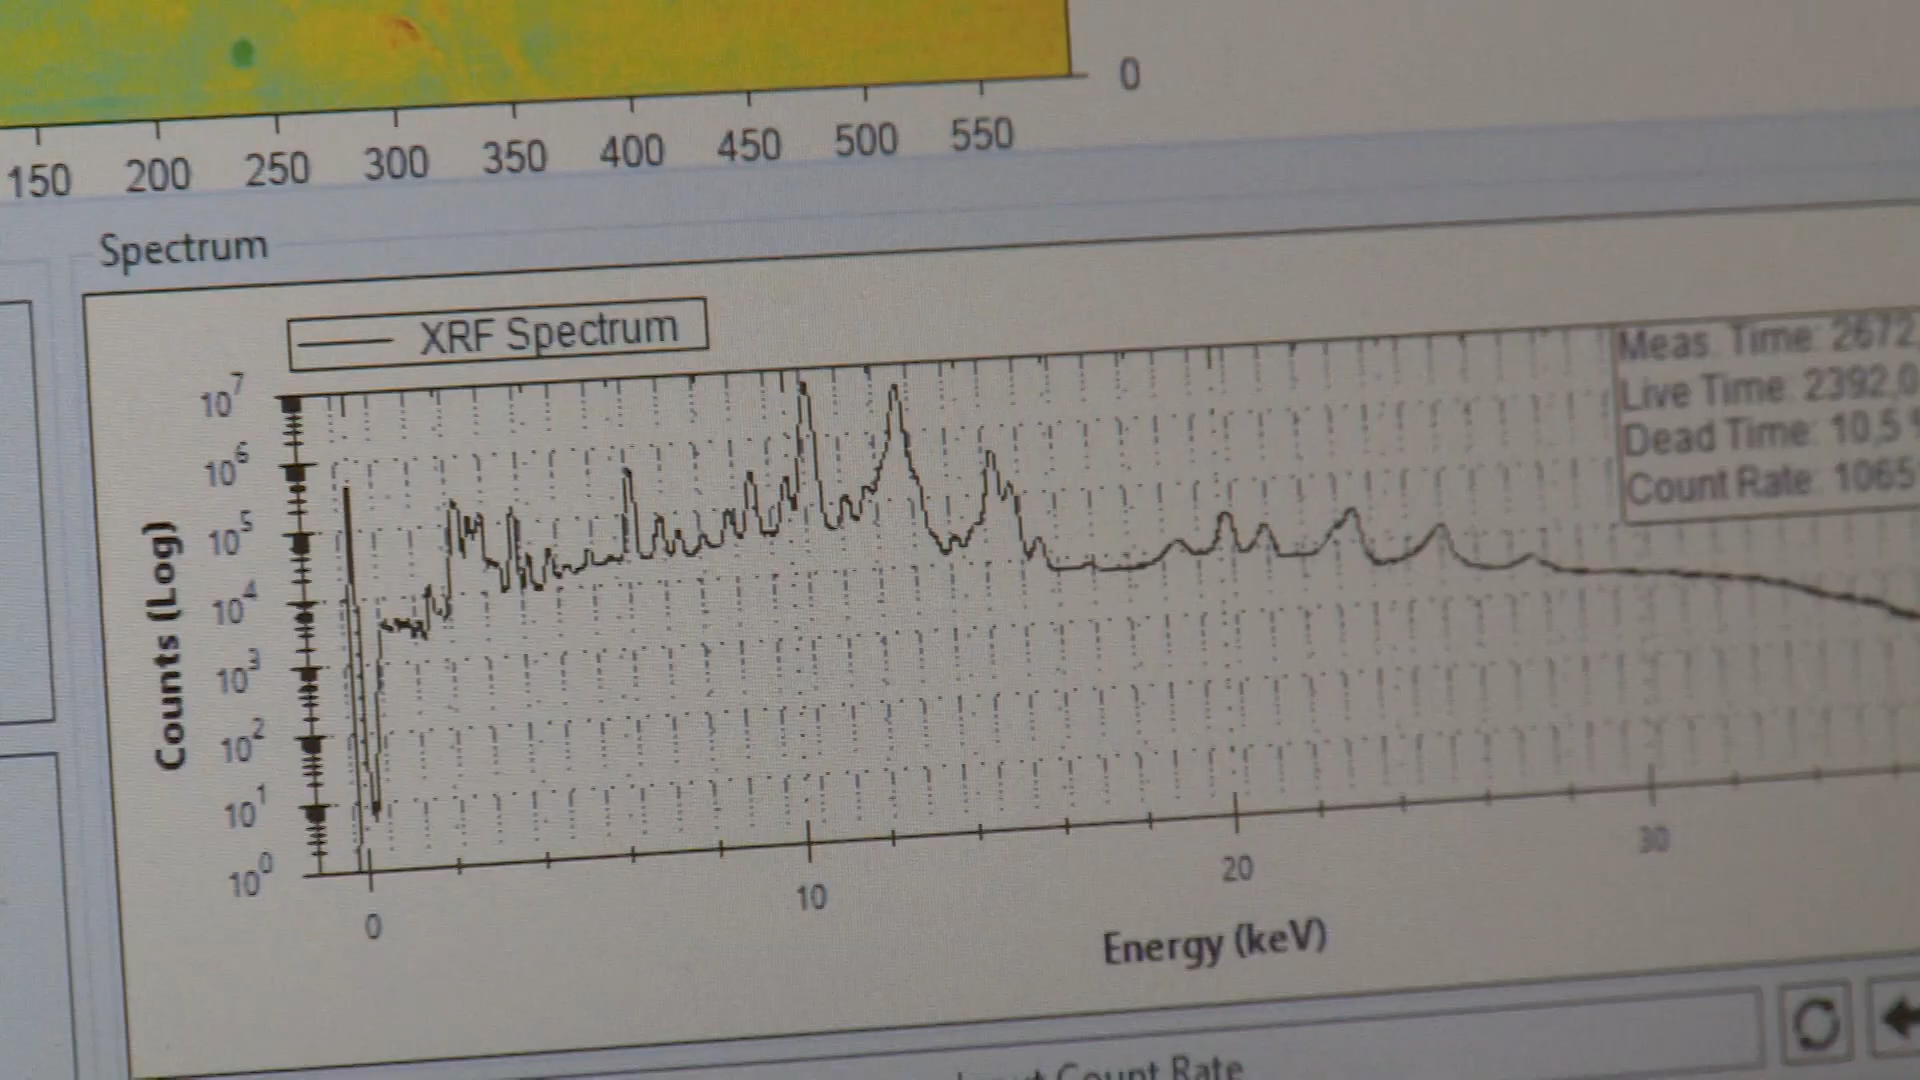 0
150 200 250 300 350 400 450 500 550
Spectrum
XRF Spectrum
Meas. Time: 2672
Live Time: 2392,0
Dead Time: 10,5
Count Rate: 1065
10^7
10^6
10^5
10^4
10^3
10^2
10^1
10^0
Counts (Log)
0 10 20 30
Energy (keV)
Count Rate